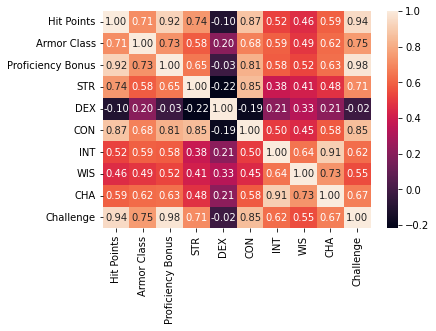 Hit Points 1.00 0.71 0.92 0.74 -0.10 0.87 0.52 0.46 0.59 0.94
Armor Class 0.71 1.00 0.73 0.58 0.20 0.68 0.59 0.49 0.62 0.75
Proficiency Bonus 0.92 0.73 1.00 0.65 -0.03 0.81 0.58 0.52 0.63 0.98
STR 0.74 0.58 0.65 1.00 -0.22 0.85 0.38 0.41 0.48 0.71
DEX -0.10 0.20 -0.03 -0.22 1.00 -0.19 0.21 0.33 0.21 -0.02
CON 0.87 0.68 0.81 0.85 -0.19 1.00 0.50 0.45 0.58 0.85
INT 0.52 0.59 0.58 0.38 0.21 0.50 1.00 0.64 0.91 0.62
WIS 0.46 0.49 0.52 0.41 0.33 0.45 0.64 1.00 0.73 0.55
CHA 0.59 0.62 0.63 0.48 0.21 0.58 0.91 0.73 1.00 0.67
Challenge 0.94 0.75 0.98 0.71 -0.02 0.85 0.62 0.55 0.67 1.00
Hit Points
Armor Class
Proficiency Bonus
STR
DEX
CON
INT
WIS
CHA
Challenge
1.0
0.8
0.6
0.4
0.2
0.0
-0.2